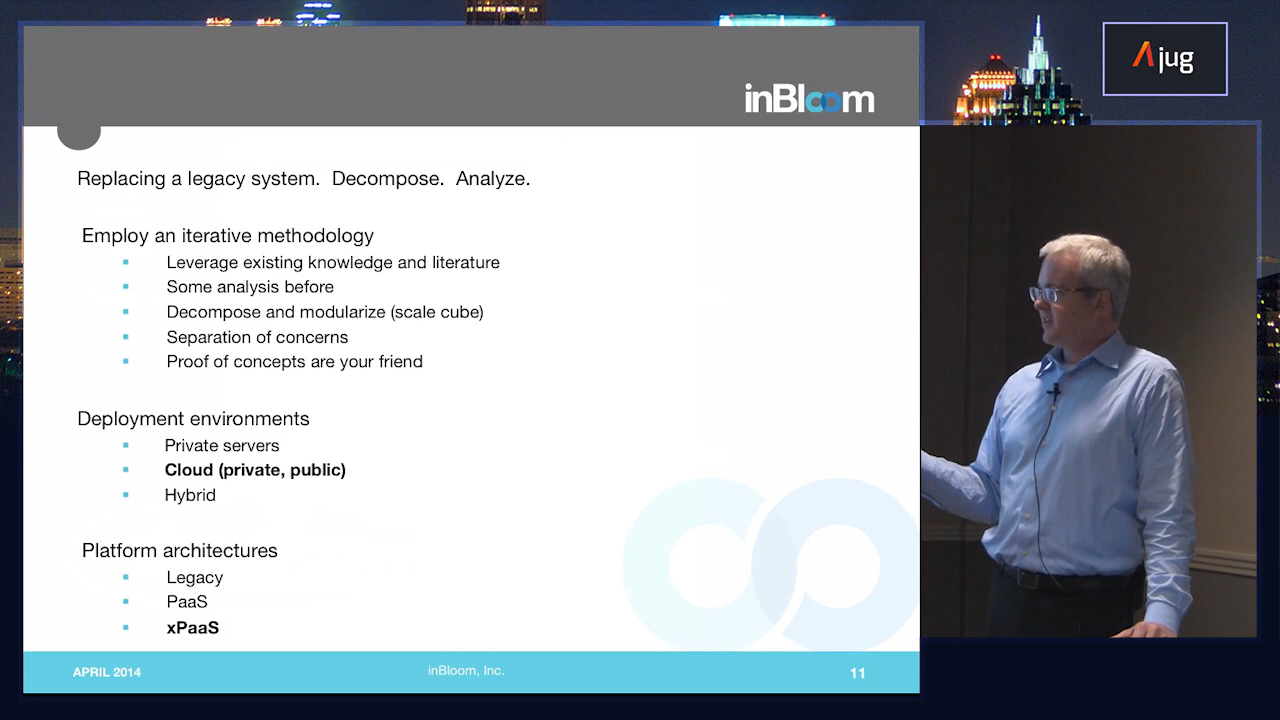 inBloom
jug
Replacing a legacy system. Decompose. Analyze.
Employ an iterative methodology
Leverage existing knowledge and literature
Some analysis before
Decompose and modularize (scale cube)
Separation of concerns
Proof of concepts are your friend
Deployment environments
Private servers
Cloud (private, public)
Hybrid
Platform architectures
Legacy
PaaS
xPaaS
APRIL 2014
inBloom, Inc.
11